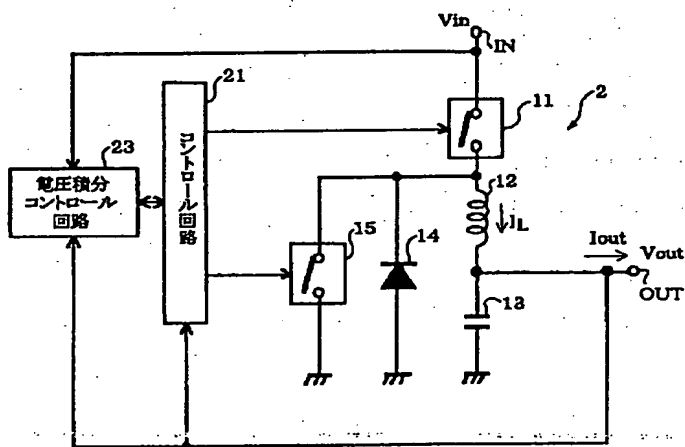 Vin
IN
21
11
2
23
電圧積分
コントロール
回路
コントロール回路
12
15
14
IL
Iout
Vout
OUT
13